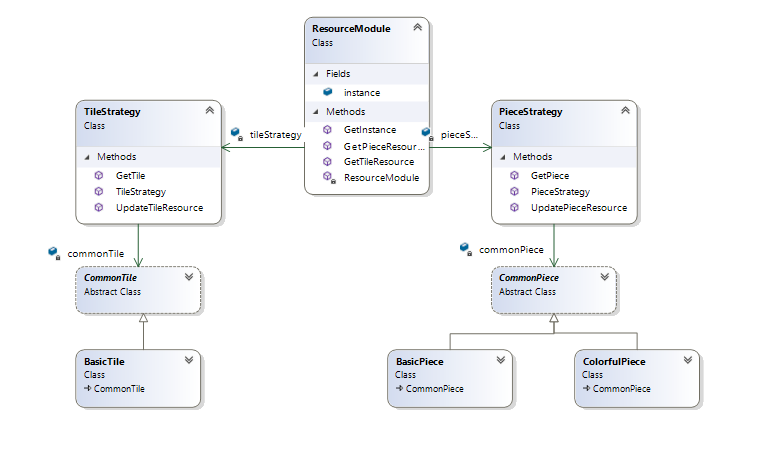 ResourceModule
Class
Fields
instance
Methods
GetInstance
GetPieceResour...
GetTileResource
ResourceModule
tileStrategy
pieceS...
TileStrategy
Class
Methods
GetTile
TileStrategy
UpdateTileResource
PieceStrategy
Class
Methods
GetPiece
PieceStrategy
UpdatePieceResource
commonTile
commonPiece
CommonTile
Abstract Class
CommonPiece
Abstract Class
BasicTile
Class
CommonTile
BasicPiece
Class
CommonPiece
ColorfulPiece
Class
CommonPiece